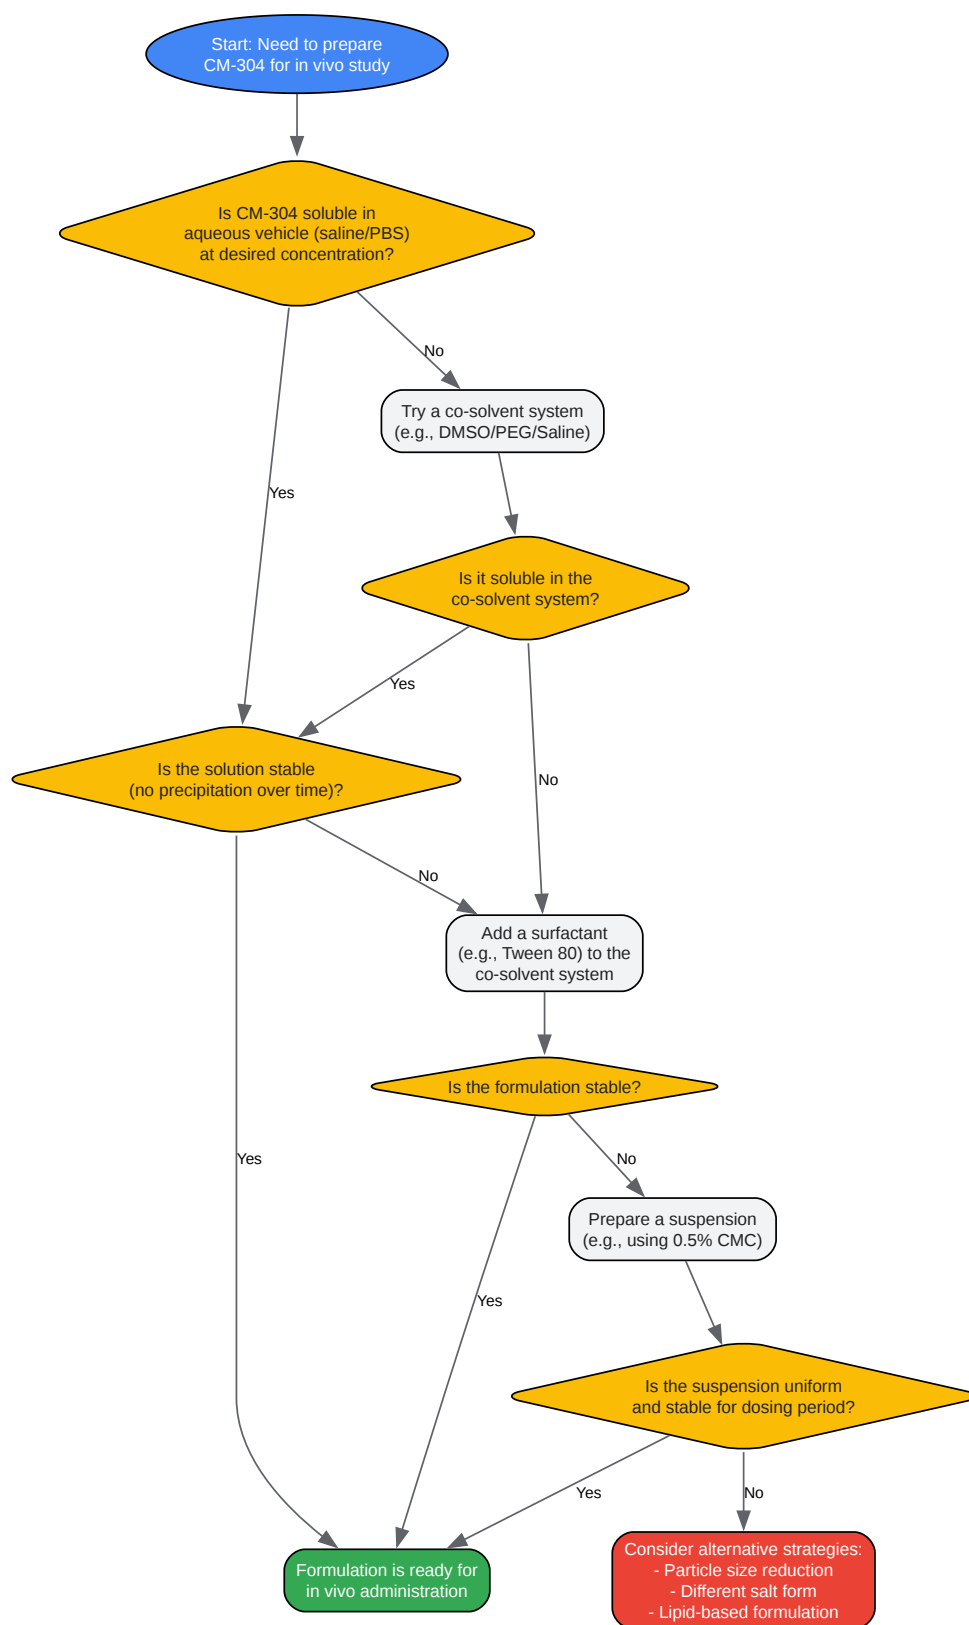 Start: Need to prepare
CM-304 for in vivo study
Is CM-304 soluble in
aqueous vehicle (saline/PBS)
at desired concentration?
No
Try a co-solvent system
(e.g., DMSO/PEG/Saline)
Yes
Is it soluble in the
co-solvent system?
Yes
Is the solution stable
(no precipitation over time)?
No
No
Add a surfactant
(e.g., Tween 80) to the
co-solvent system
Is the formulation stable?
Yes
No
Prepare a suspension
(e.g., using 0.5% CMC)
Yes
Is the suspension uniform
and stable for dosing period?
Yes
No
Formulation is ready for
in vivo administration
Consider alternative strategies:
- Particle size reduction
- Different salt form
- Lipid-based formulation